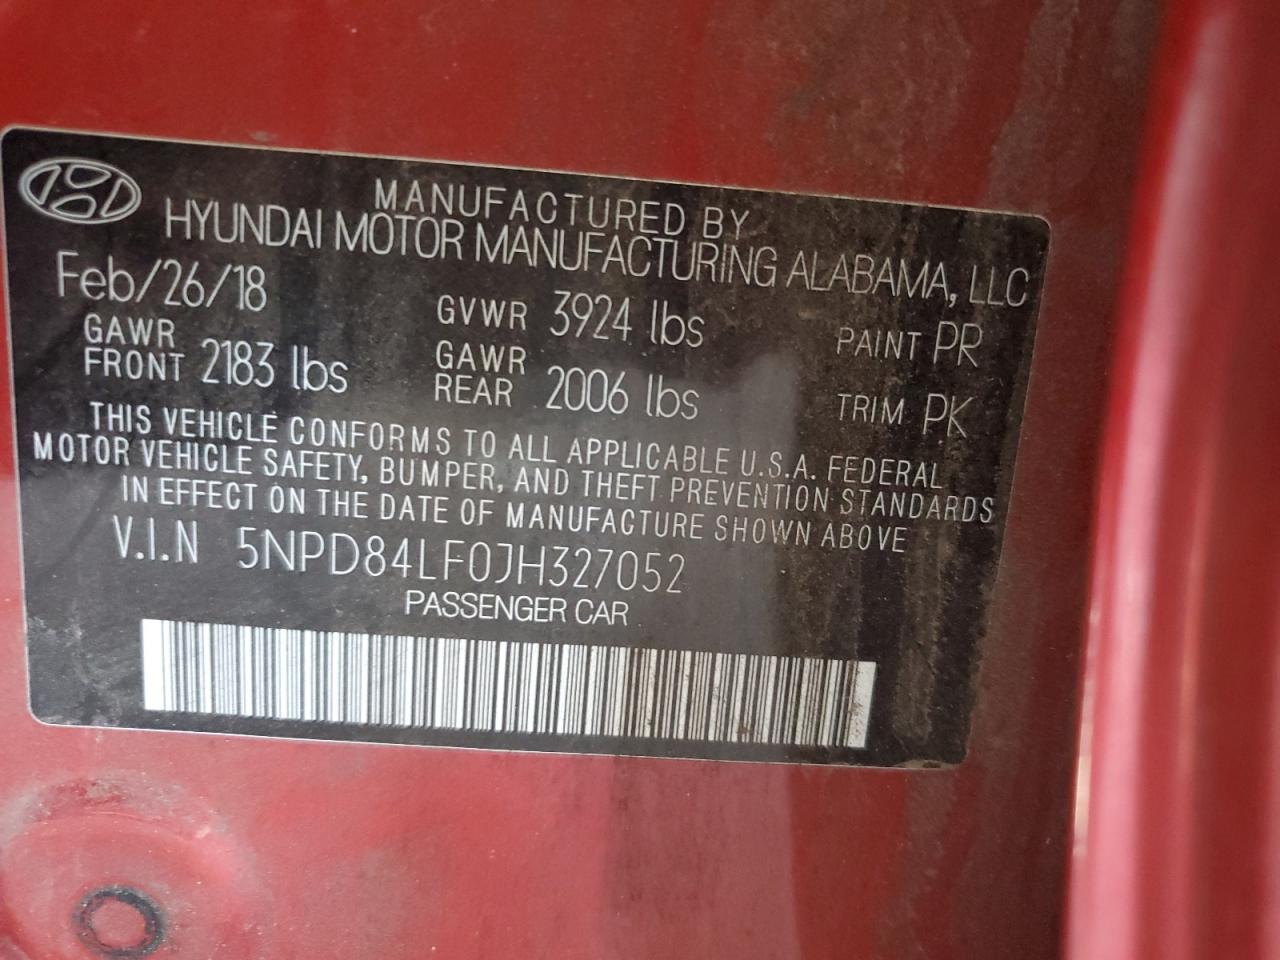 MANUFACTURED BY
HYUNDAI MOTOR MANUFACTURING ALABAMA, LLC
Feb/26/18 GVWR 3924 lbs PAINT PR
GAWR FRONT 2183 lbs GAWR REAR 2006 lbs TRIM PK
THIS VEHICLE CONFORMS TO ALL APPLICABLE U.S.A. FEDERAL
MOTOR VEHICLE SAFETY, BUMPER, AND THEFT PREVENTION STANDARDS
IN EFFECT ON THE DATE OF MANUFACTURE SHOWN ABOVE
V.I.N 5NPD84LF0JH327052
PASSENGER CAR